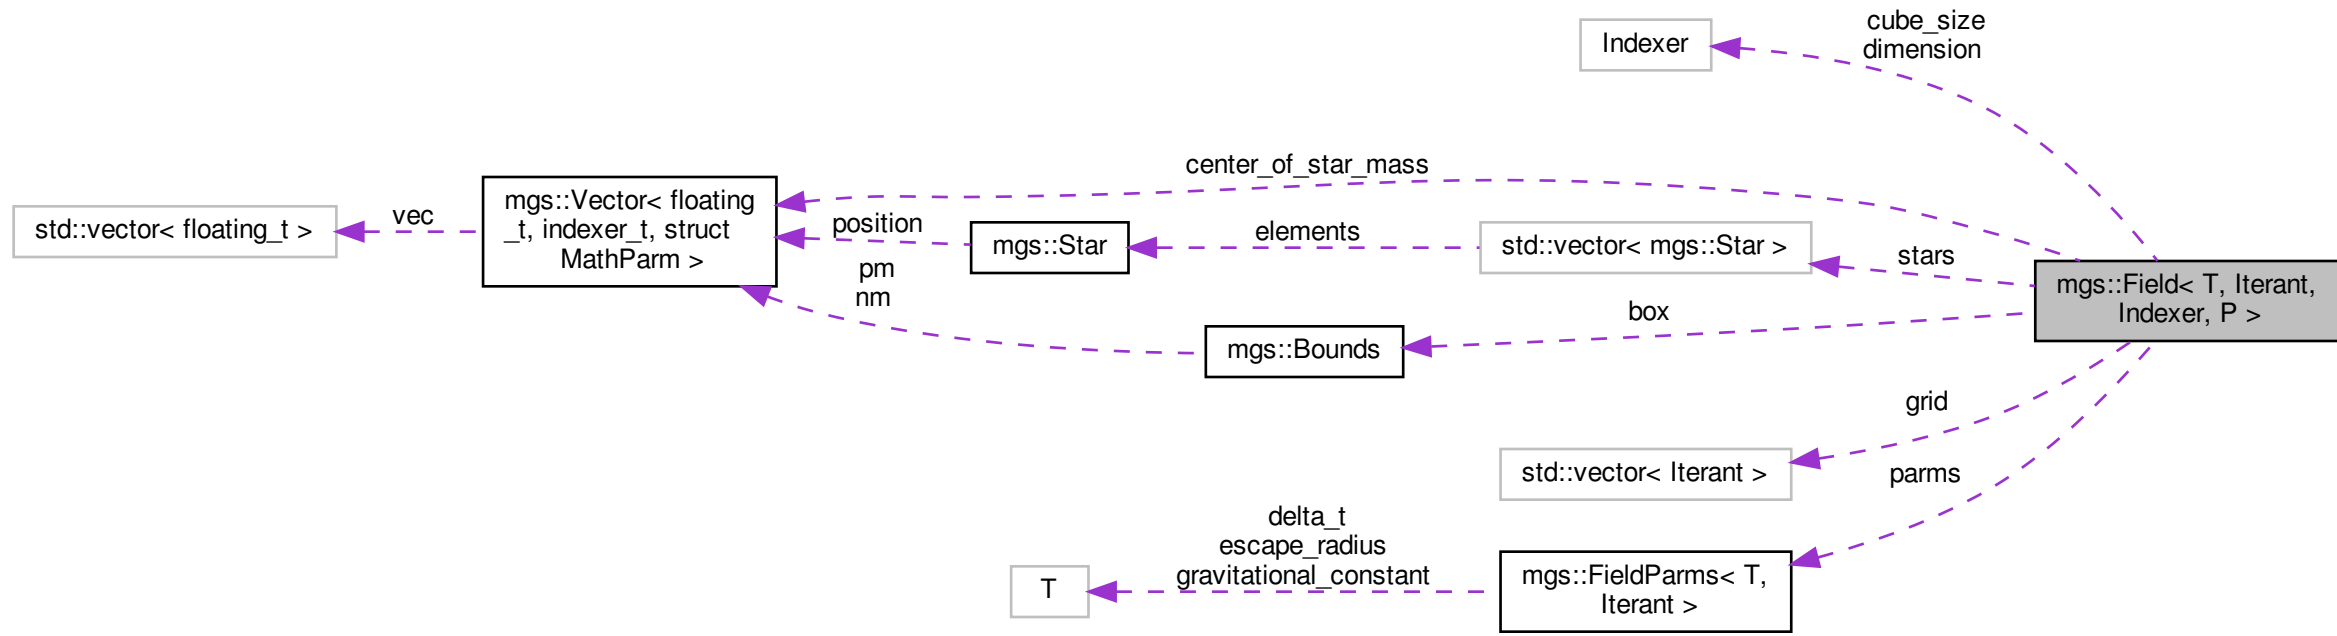 cube_size
dimension
Indexer
center_of_star_mass
mgs::Vector< floating
_t, indexer_t, struct
MathParm >
vec
std::vector< floating_t >
position
mgs::Star
elements
std::vector< mgs::Star >
stars
mgs::Field< T, Iterant,
Indexer, P >
pm
nm
box
mgs::Bounds
grid
std::vector< Iterant >
parms
delta_t
escape_radius
gravitational_constant
T
mgs::FieldParms< T,
Iterant >